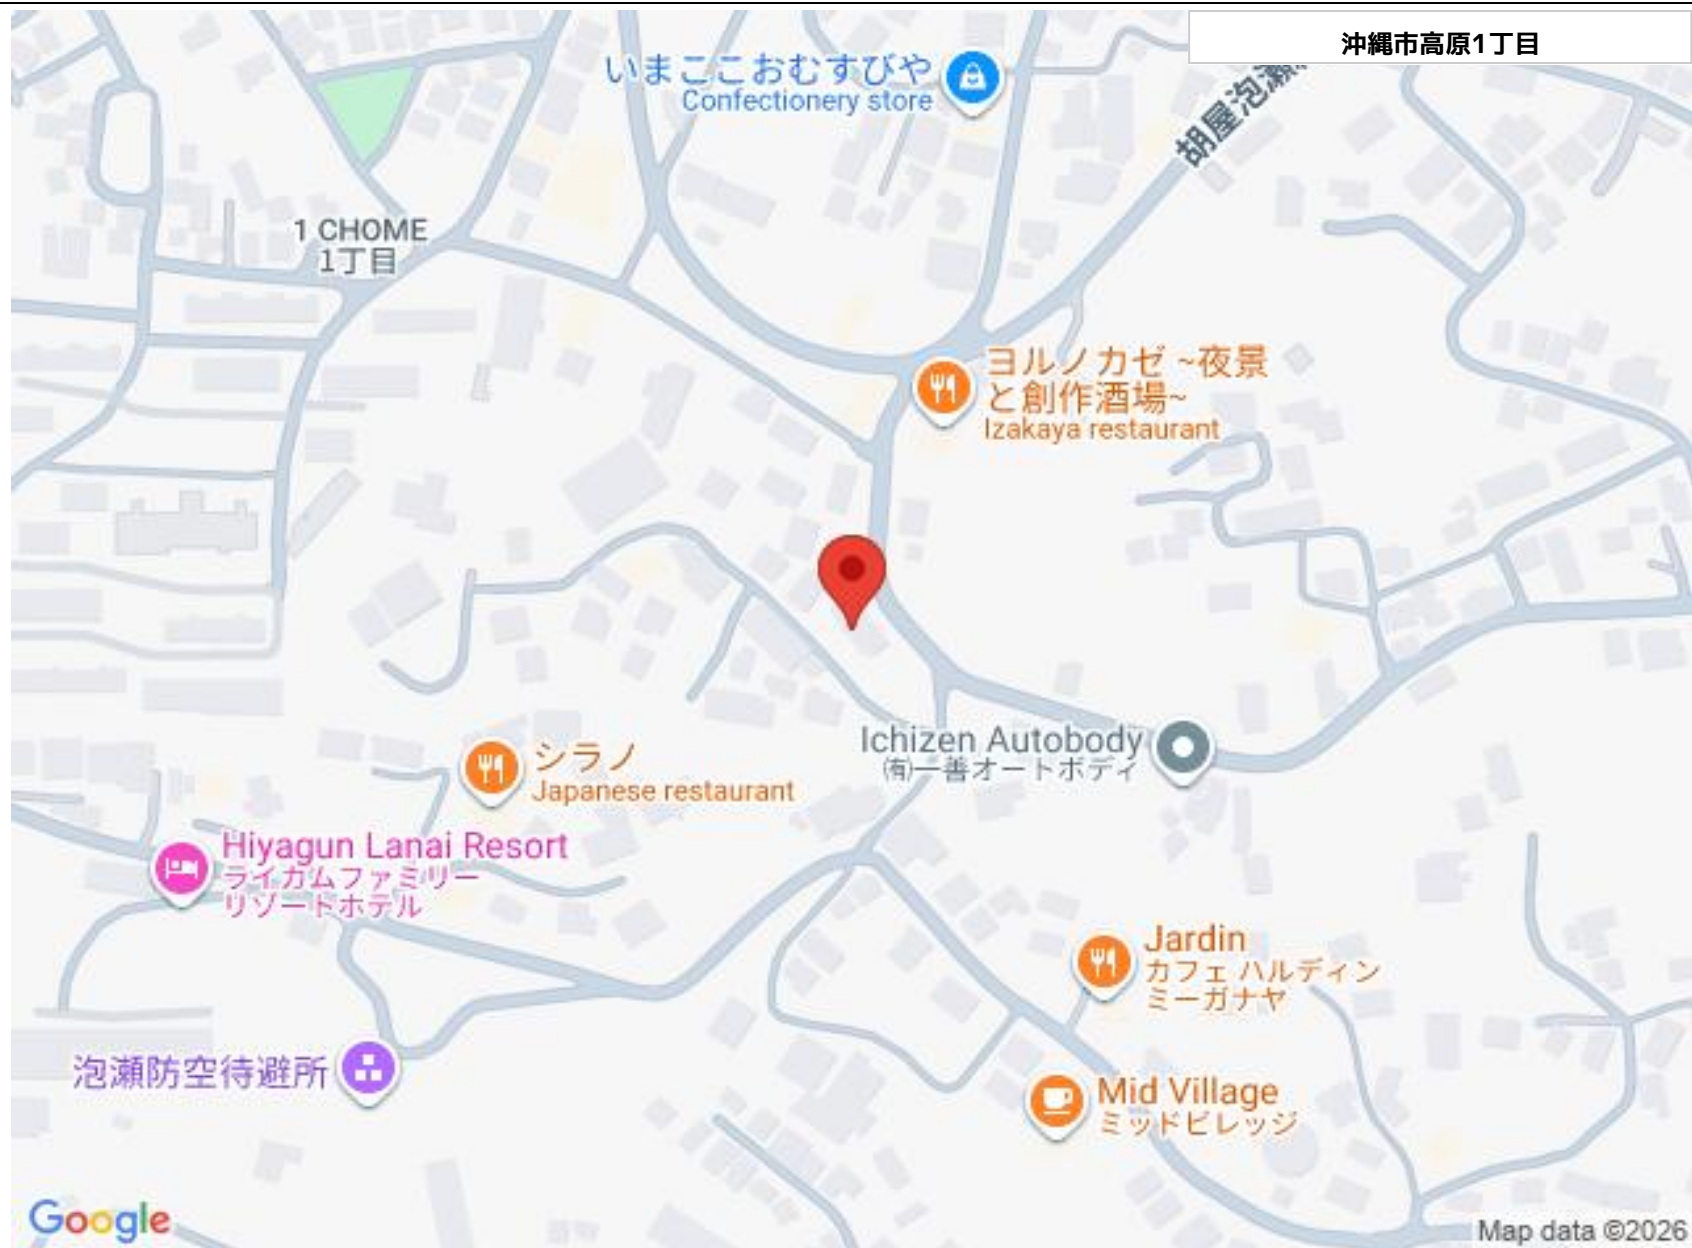 沖縄市高原1丁目
いまここおむすびや
Confectionery store
胡屋泡瀬
1 CHOME
1丁目
ヨルノカゼ ~夜景
と創作酒場~
Izakaya restaurant
Ichizen Autobody
㈲一善オートボディ
シラノ
Japanese restaurant
Hiyagun Lanai Resort
ライカムファミリー
リゾートホテル
Jardin
カフェ ハルディン
ミーガナヤ
泡瀬防空待避所
Mid Village
ミッドビレッジ
Google
Map data ©2026